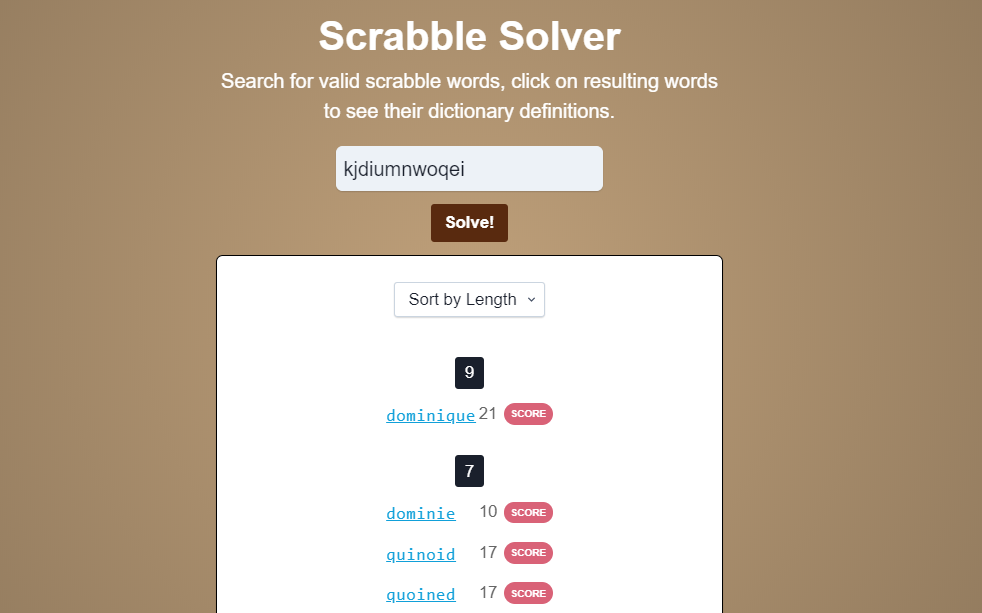 Scrabble Solver
Search for valid scrabble words, click on resulting words
to see their dictionary definitions.
kjdiumnwoqei
Solve!
Sort by Length
9
dominique 21 SCORE
7
dominie 10 SCORE
quinoid 17 SCORE
quoined 17 SCORE